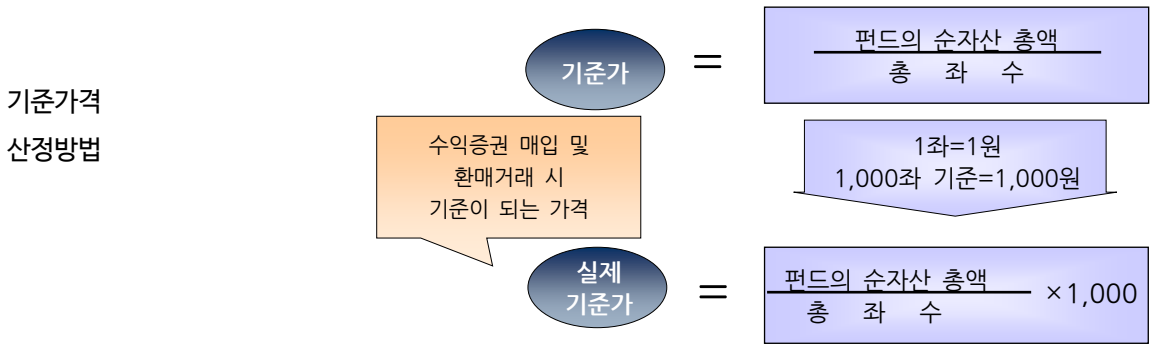 기준가격
산정방법
기준가
=
펀드의 순자산 총액
총 좌 수
수익증권 매입 및
환매거래 시
기준이 되는 가격
1좌=1원
1,000좌 기준=1,000원
실제
기준가
=
펀드의 순자산 총액
총 좌 수
×1,000